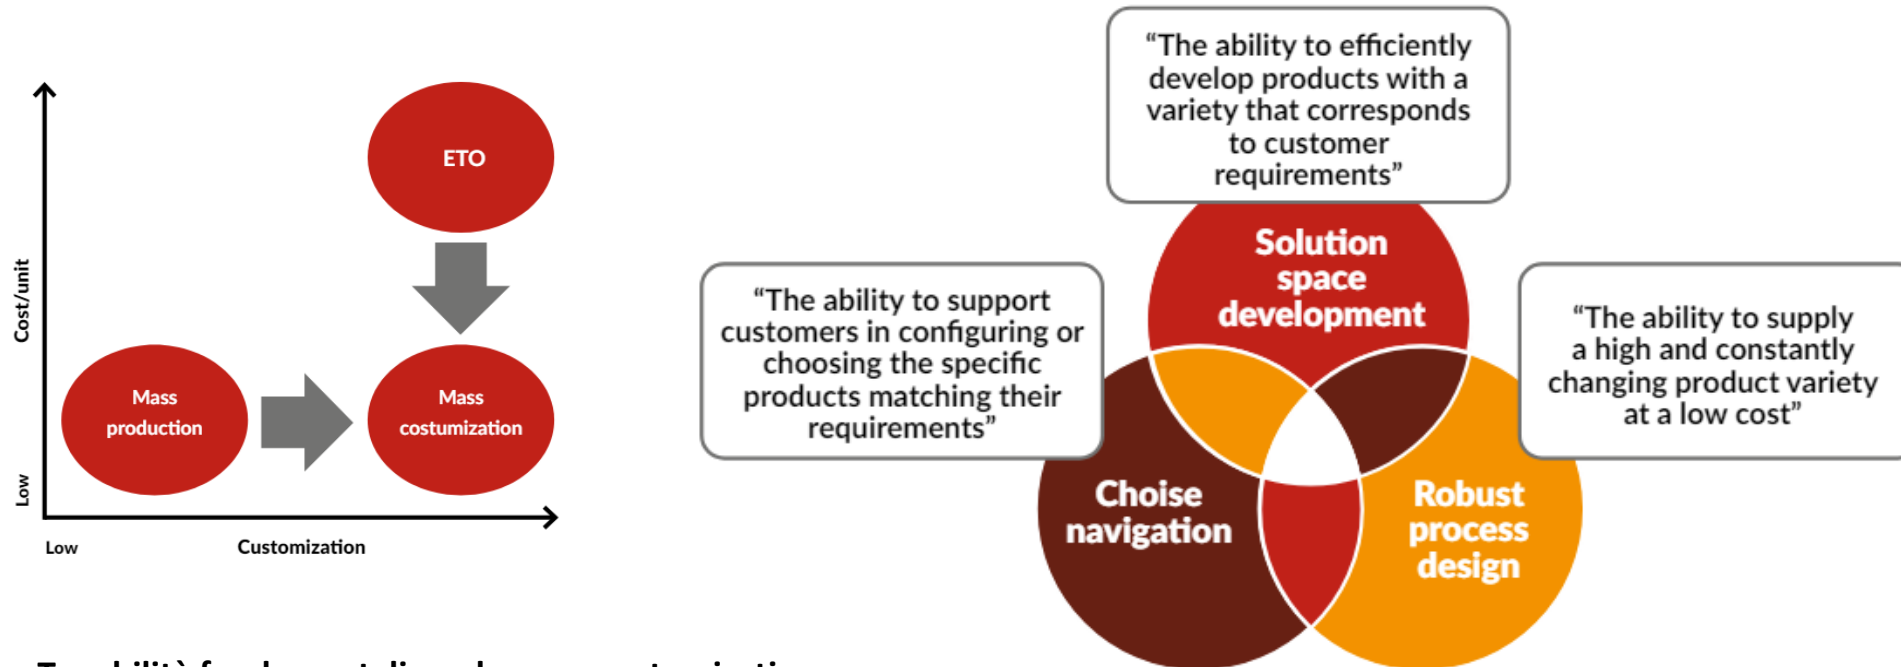 ETO
Cost/unit
Mass
production
Mass
costumization
Low
Low
Customization
“The ability to efficiently
develop products with a
variety that corresponds
to customer
requirements”
Solution
space
development
“The ability to support
customers in configuring or
choosing the specific
products matching their
requirements”
“The ability to supply
a high and constantly
changing product variety
at a low cost”
Choise
navigation
Robust
process
design